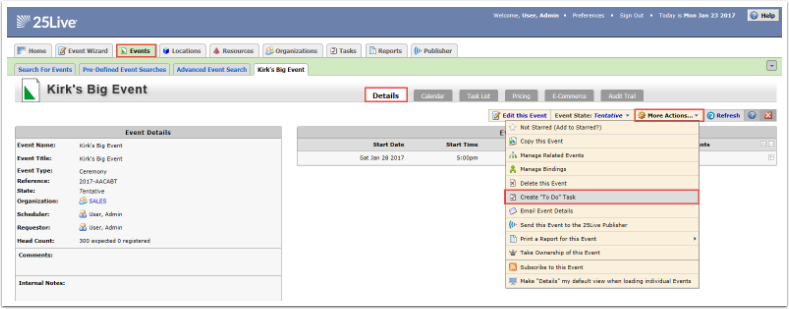 25Live
Welcome, User, Admin • Preferences • Sign Out • Today is Mon Jan 23 2017
Help
Home
Event Wizard
Events
Locations
Resources
Organizations
Tasks
Reports
Publisher
Search For Events
Pre-Defined Event Searches
Advanced Event Search
Kirk's Big Event
Kirk's Big Event
Details
Calendar
Task List
Pricing
E-Commerce
Audit Trail
Edit this Event
Event State: Tentative
More Actions...
Refresh
Event Details
Event Name: Kirk's Big Event
Event Title: Kirk's Big Event
Event Type: Ceremony
Reference: 2017-AACABT
State: Tentative
Organization: SALES
Scheduler: User, Admin
Requestor: User, Admin
Head Count: 300 expected 0 registered
Comments:
Internal Notes:
Start Date
Start Time
Sat Jan 28 2017
5:00pm
Not Starred (Add to Starred?)
Copy this Event
Manage Related Events
Manage Bindings
Delete this Event
Create "To Do" Task
Email Event Details
Send this Event to the 25Live Publisher
Print a Report for this Event
Take Ownership of this Event
Subscribe to this Event
Make "Details" my default view when loading individual Events